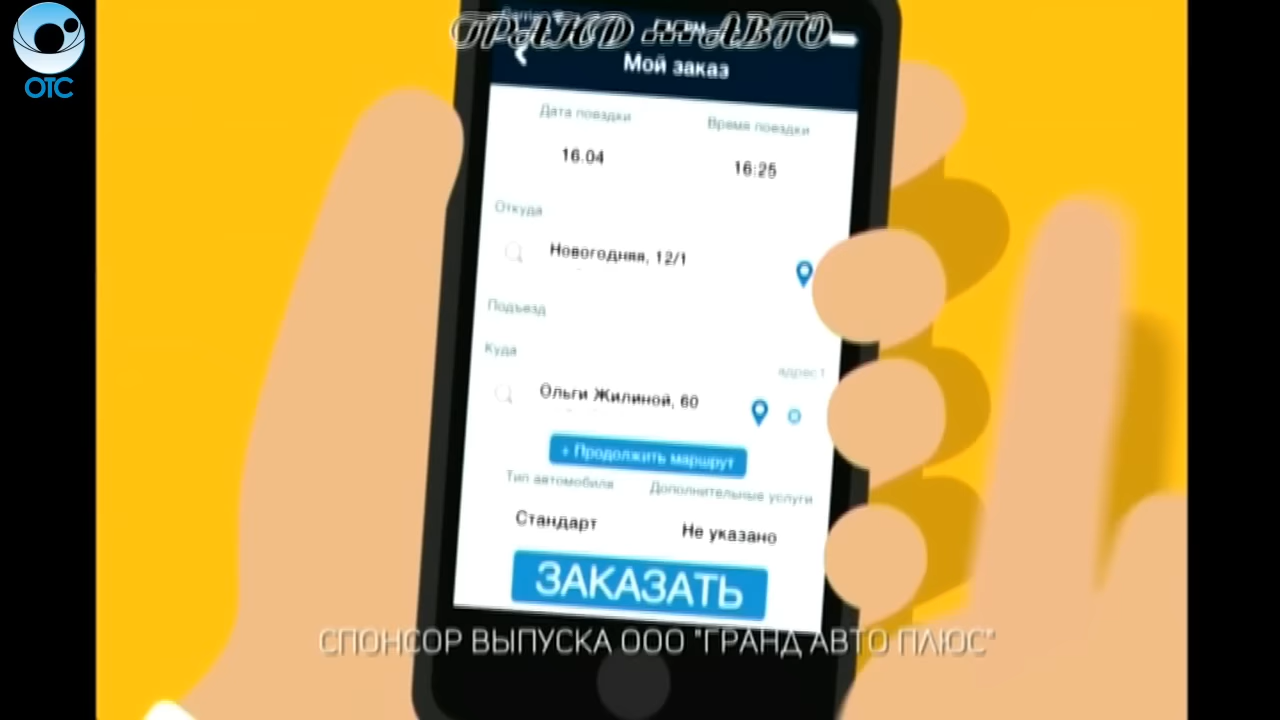 ОТС
ГРАНД АВТО
Мой заказ
Дата поездки Время поездки
16.04 16:25
Откуда
Новогодняя, 12/1
Подъезд
Куда
адрес1
Ольги Жилиной, 60
+ Продолжить маршрут
Тип автомобиля Дополнительные услуги
Стандарт Не указано
ЗАКАЗАТЬ
СПОНСОР ВЫПУСКА ООО "ГРАНД АВТО ПЛЮС"